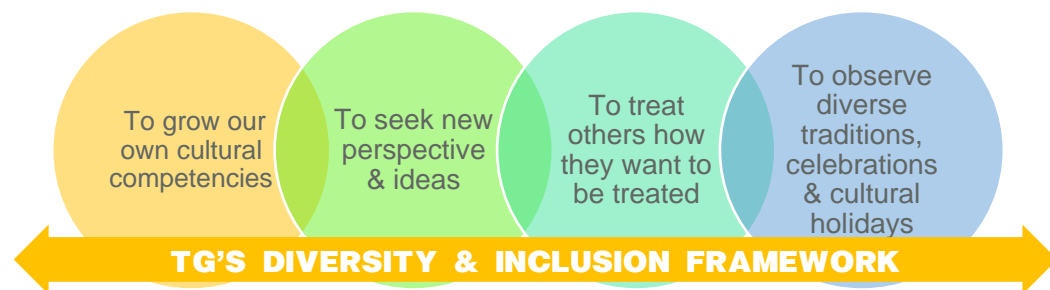 To grow our
own cultural
competencies
To seek new
perspective
& ideas
To treat
others how
they want to
be treated
To observe
diverse
traditions,
celebrations
& cultural
holidays
TG'S DIVERSITY & INCLUSION FRAMEWORK